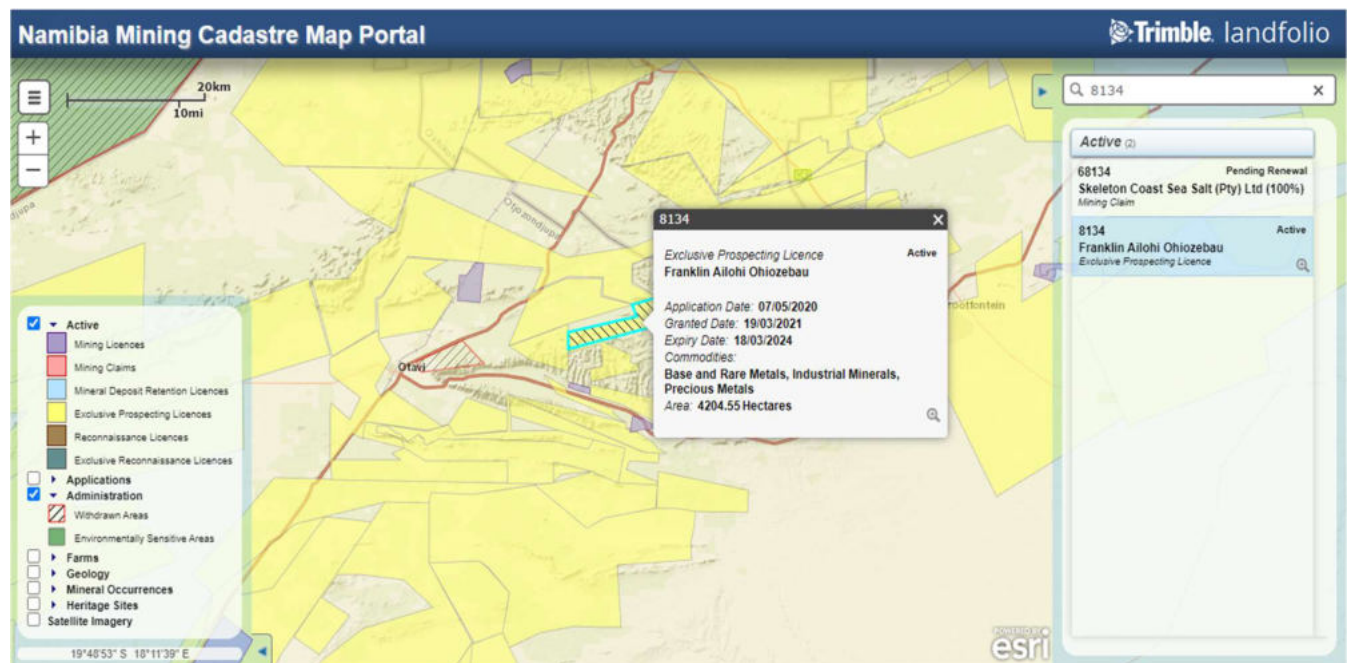 Namibia Mining Cadastre Map Portal
Trimble landfolio
20km
10mi
8134
Active (2)
68134 Pending Renewal
Skeleton Coast Sea Salt (Pty) Ltd (100%)
Mining Claim
8134 Active
Franklin Ailohi Ohiozebau
Exclusive Prospecting Licence
8134
Exclusive Prospecting Licence Active
Franklin Ailohi Ohiozebau
Application Date: 07/05/2020
Granted Date: 19/03/2021
Expiry Date: 18/03/2024
Commodities:
Base and Rare Metals, Industrial Minerals,
Precious Metals
Area: 4204.55 Hectares
Otjozondjupa
Otavi
Active
Mining Licences
Mining Claims
Mineral Deposit Retention Licences
Exclusive Prospecting Licences
Reconnaissance Licences
Exclusive Reconnaissance Licences
Applications
Administration
Withdrawn Areas
Environmentally Sensitive Areas
Farms
Geology
Mineral Occurrences
Heritage Sites
Satellite Imagery
19°48'53" S 18°11'39" E
POWERED BY
esri